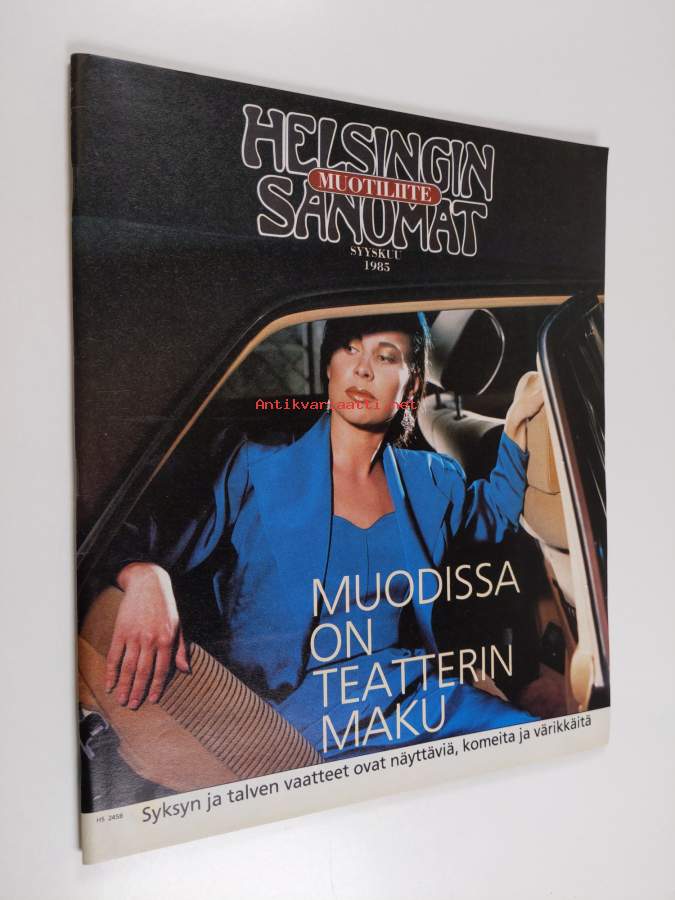 HELSINGIN
MUOTILIITE
SANOMAT
SYYSKUU
1985
Antikvariaatti.net
MUODISSA
ON
TEATTERIN
MAKU
HS 2458 Syksyn ja talven vaatteet ovat näyttäviä, komeita ja värikkäitä